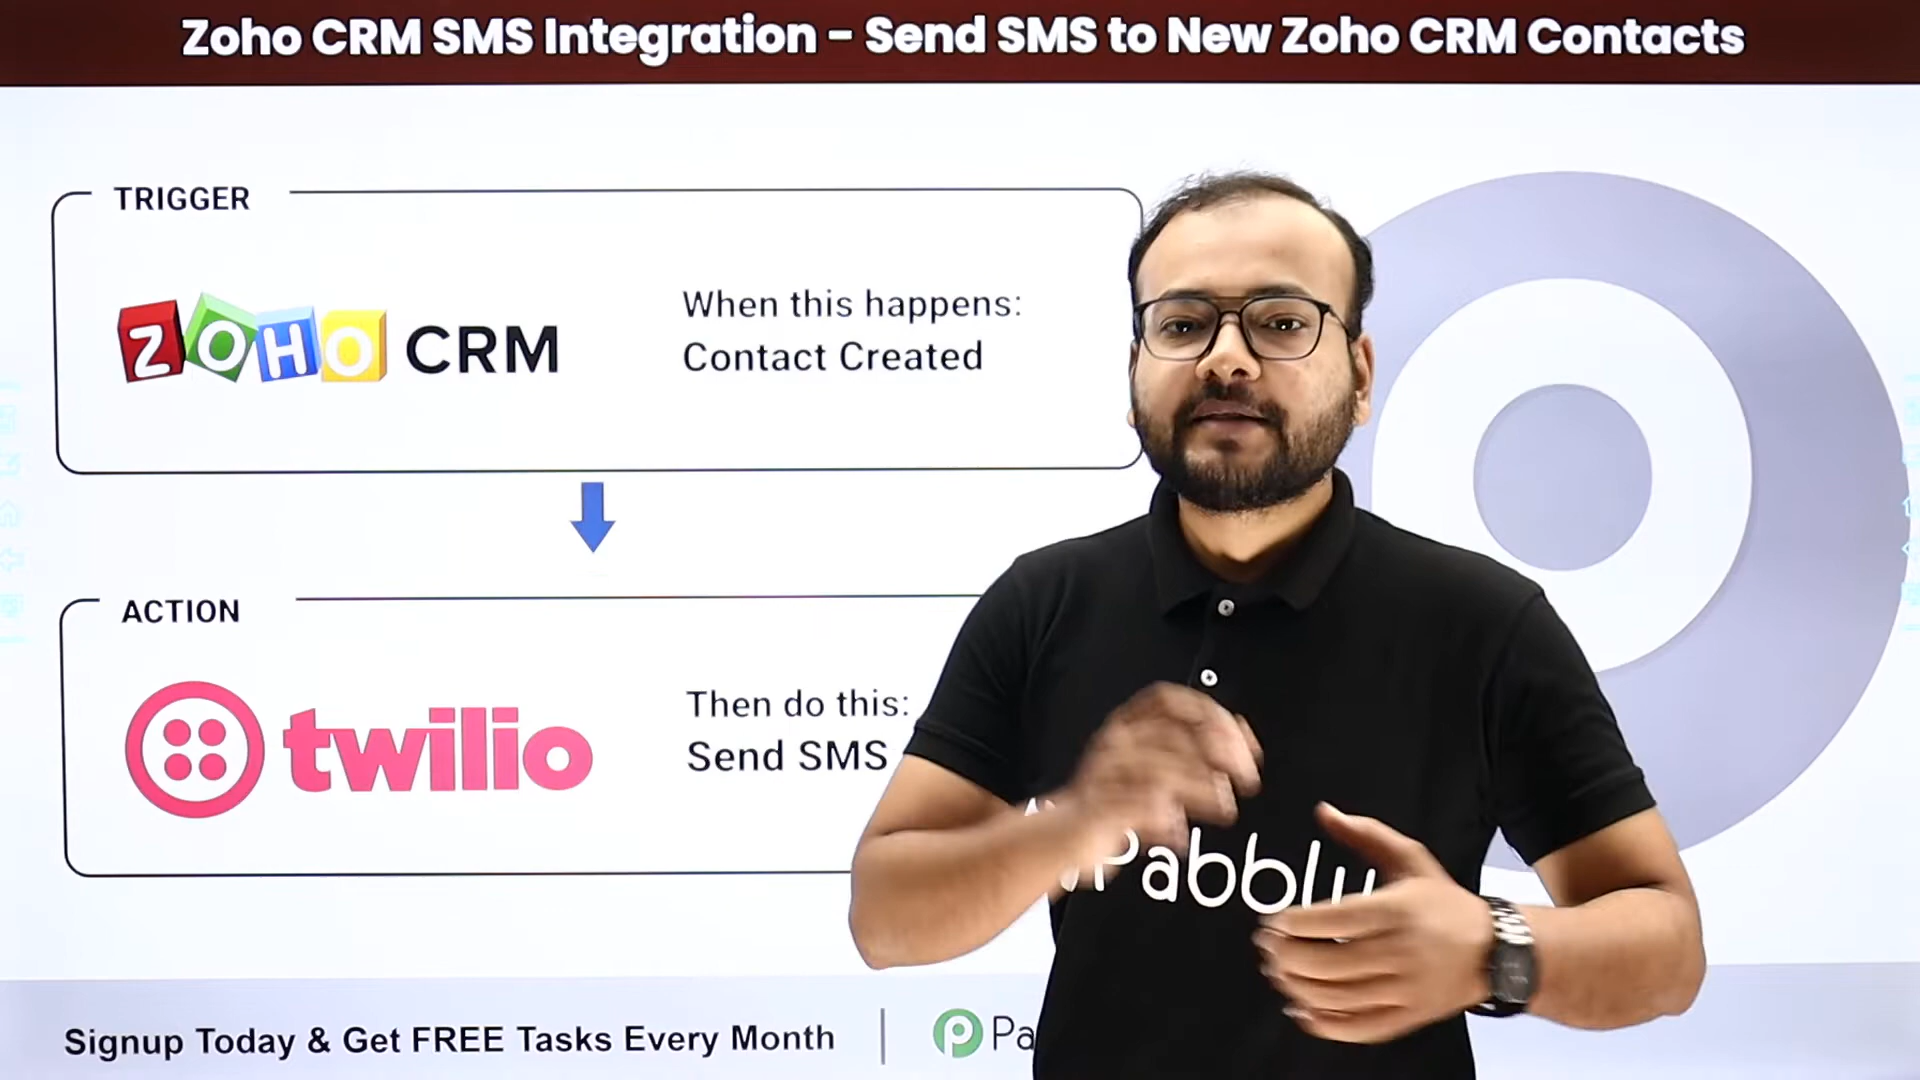 Zoho CRM SMS Integration - Send SMS to New Zoho CRM Contacts
TRIGGER
ZOHO CRM
When this happens:
Contact Created
ACTION
twilio
Then do this:
Send SMS
Pabbly
Signup Today & Get FREE Tasks Every Month
Pa